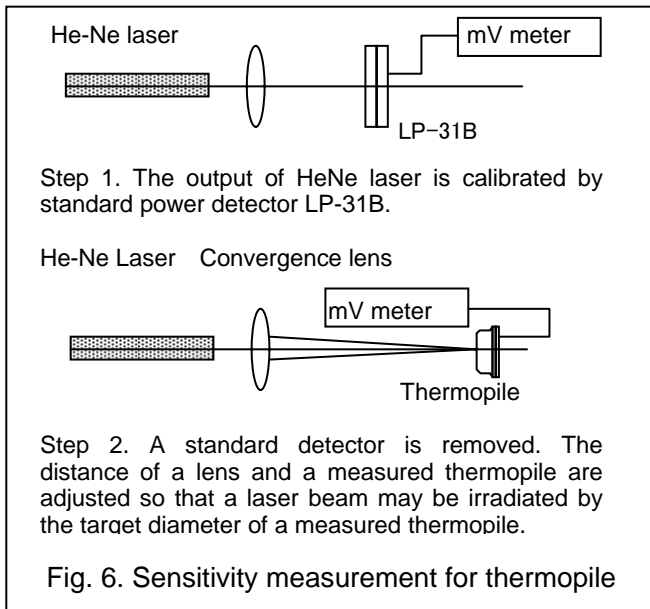 He-Ne laser
mV meter
LP-31B
Step 1. The output of HeNe laser is calibrated by
standard power detector LP-31B.
He-Ne Laser Convergence lens
mV meter
Thermopile
Step 2. A standard detector is removed. The
distance of a lens and a measured thermopile are
adjusted so that a laser beam may be irradiated by
the target diameter of a measured thermopile.
Fig. 6. Sensitivity measurement for thermopile